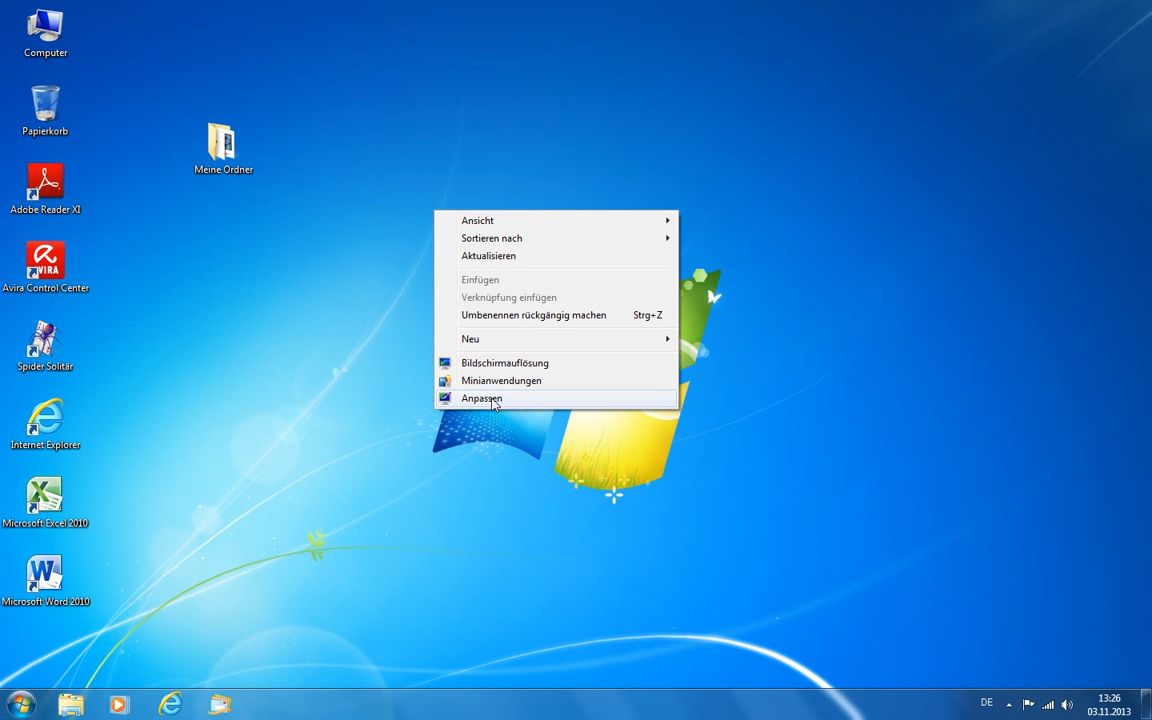 Computer
Papierkorb
Meine Ordner
Adobe Reader XI
AVIRA
Avira Control Center
Spider Solitär
Internet Explorer
Microsoft Excel 2010
Microsoft Word 2010
Ansicht
Sortieren nach
Aktualisieren
Einfügen
Verknüpfung einfügen
Umbenennen rückgängig machen Strg+Z
Neu
Bildschirmauflösung
Minianwendungen
Anpassen
DE
13:26
03.11.2013